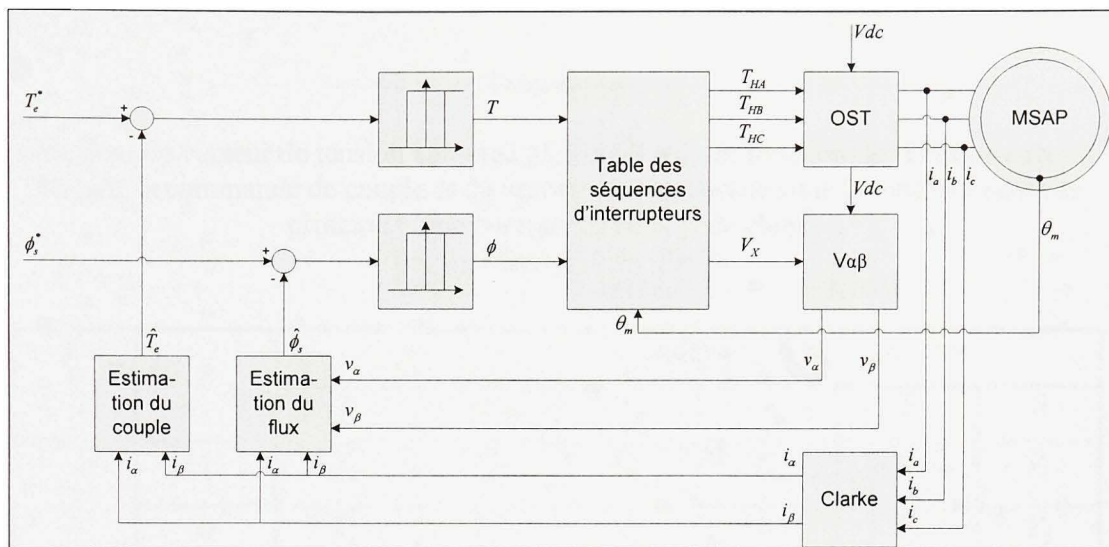 Vdc
T_e^*
+
-
T
T_HA
T_HB
T_HC
OST
MSAP
i_a i_b i_c
Table des
séquences
d'interrupteurs
Vdc
θ_m
ϕ_s^*
+
-
ϕ
V_X
Vαβ
θ_m
T̂_e
ϕ̂_s
v_α
v_β
Estima-
tion du
couple
Estima-
tion du
flux
v_α
v_β
i_α
i_β
i_α
i_β
i_α
i_β
Clarke
i_a
i_b
i_c